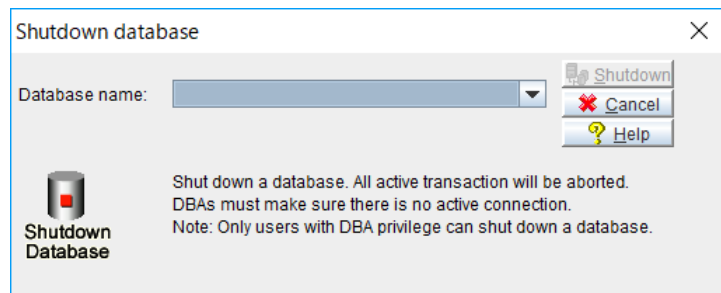 Shutdown database
Database name:
Shutdown
Cancel
Help
Shut down a database. All active transaction will be aborted.
DBAs must make sure there is no active connection.
Note: Only users with DBA privilege can shut down a database.
Shutdown
Database